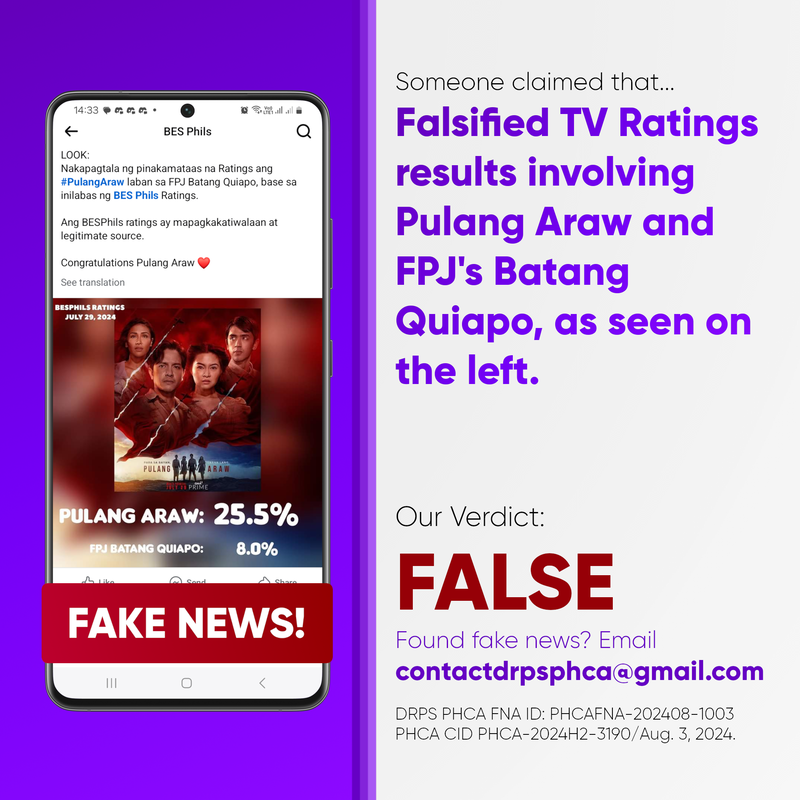 14:33
BES Phils
LOOK:
Nakapagtala ng pinakamataas na Ratings ang
#PulangAraw laban sa FPJ Batang Quiapo, base sa
inilabas ng BES Phils Ratings.
Ang BESPhils ratings ay mapagkakatiwalaan at
legitimate source.
Congratulations Pulang Araw ❤️
See translation
BESPHILS RATINGS
JULY 29, 2024
PULANG ARAW
PULANG ARAW: 25.5%
FPJ BATANG QUIAPO: 8.0%
Like Send Share
FAKE NEWS!
Someone claimed that...
Falsified TV Ratings
results involving
Pulang Araw and
FPJ's Batang
Quiapo, as seen on
the left.
Our Verdict:
FALSE
Found fake news? Email
contactdrpsphca@gmail.com
DRPS PHCA FNA ID: PHCAFNA-202408-1003
PHCA CID PHCA-2024H2-3190/Aug. 3, 2024.